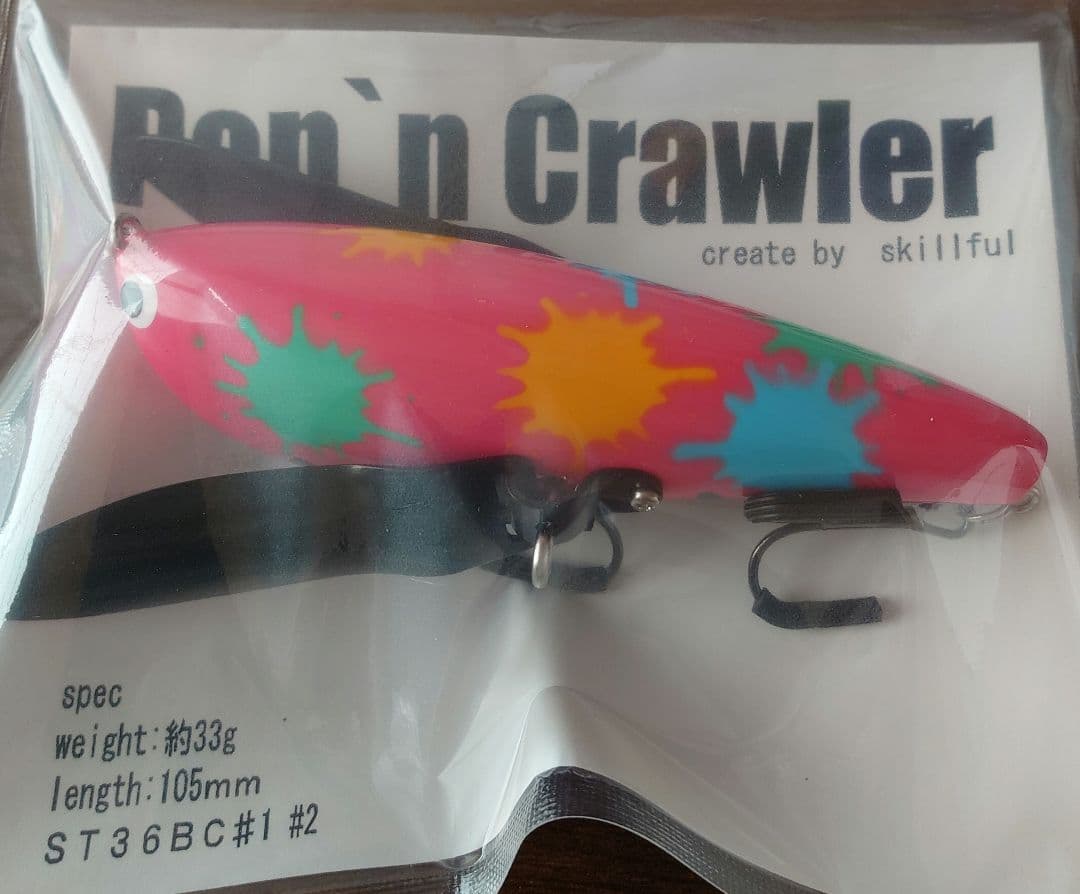 Pop`n Crawler
create by skillful
spec
weight:約33g
length:105mm
ST36BC#1 #2